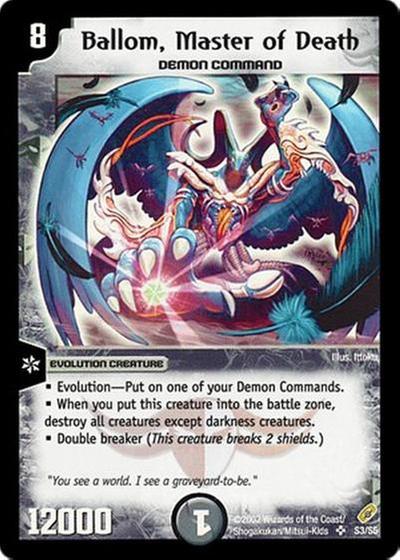 8 Ballom, Master of Death
DEMON COMMAND
Illus. Ittoku
EVOLUTION CREATURE
▪ Evolution—Put on one of your Demon Commands.
▪ When you put this creature into the battle zone,
destroy all creatures except darkness creatures.
▪ Double breaker (This creature breaks 2 shields.)
"You see a world. I see a graveyard-to-be."
12000
1
©2002 Wizards of the Coast/
Shogakukan/Mitsui-Kids S3/S5